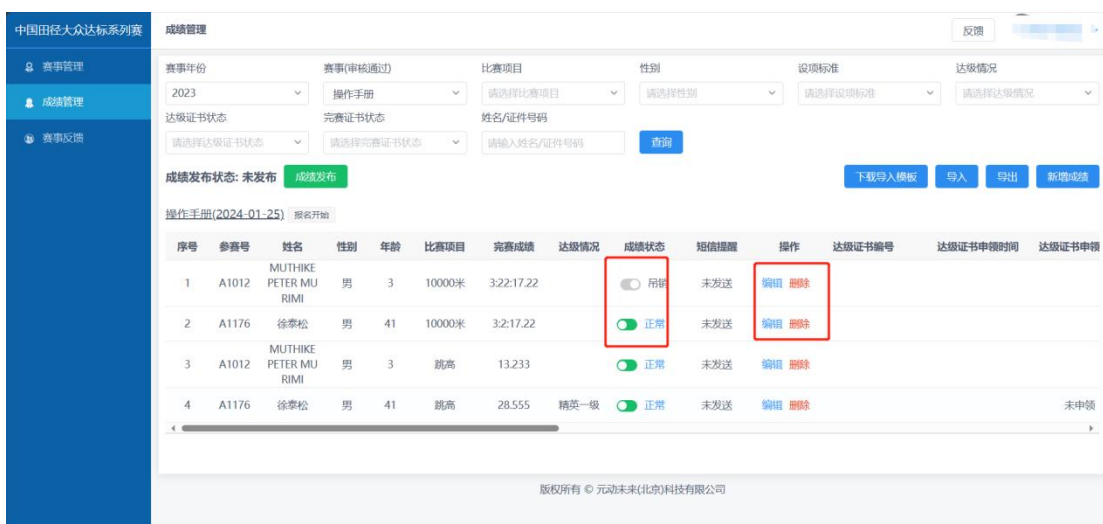 中国田径大众达标系列赛
成绩管理
反馈
赛事管理
成绩管理
赛事反馈
赛事年份 赛事(审核通过) 比赛项目 性别 设项标准 达级情况
2023 操作手册 请选择比赛项目 请选择性别 请选择设项标准 请选择达级情况
达级证书状态 完赛证书状态 姓名/证件号码
请选择达级证书状态 请选择完赛证书状态 请输入姓名/证件号码 查询
成绩发布状态: 未发布 成绩发布 下载导入模板 导入 导出 新增成绩
操作手册(2024-01-25) 报名开始
序号 参赛号 姓名 性别 年龄 比赛项目 完赛成绩 达级情况 成绩状态 短信提醒 操作 达级证书编号 达级证书申领时间 达级证书申领
1 A1012 MUTHIKE PETER MU RIMI 男 3 10000米 3:22:17.22 吊销 未发送 编辑 删除
2 A1176 徐泰松 男 41 10000米 3:2:17.22 正常 未发送 编辑 删除
3 A1012 MUTHIKE PETER MU RIMI 男 3 跳高 13.233 正常 未发送 编辑 删除
4 A1176 徐泰松 男 41 跳高 28.555 精英一级 正常 未发送 编辑 删除 未申领
版权所有 © 元动未来(北京)科技有限公司